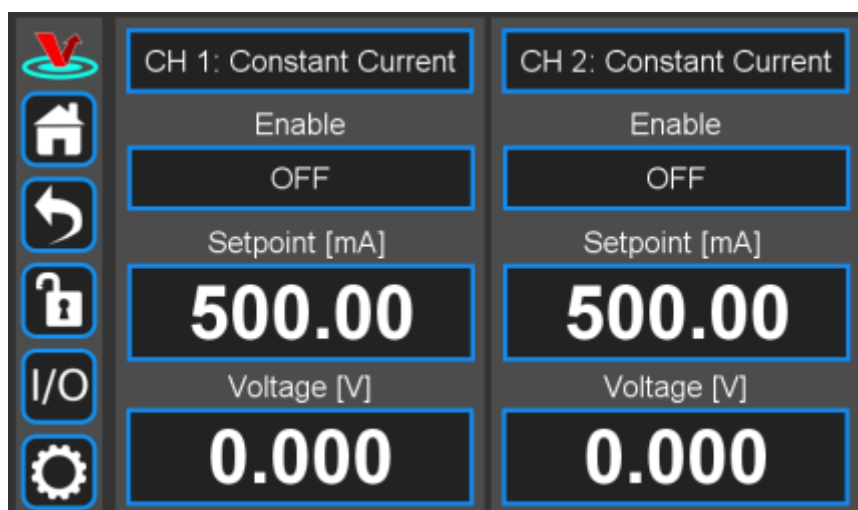 CH 1: Constant Current
CH 2: Constant Current
Enable
Enable
OFF
OFF
Setpoint [mA]
Setpoint [mA]
500.00
500.00
I/O
Voltage [V]
Voltage [V]
0.000
0.000